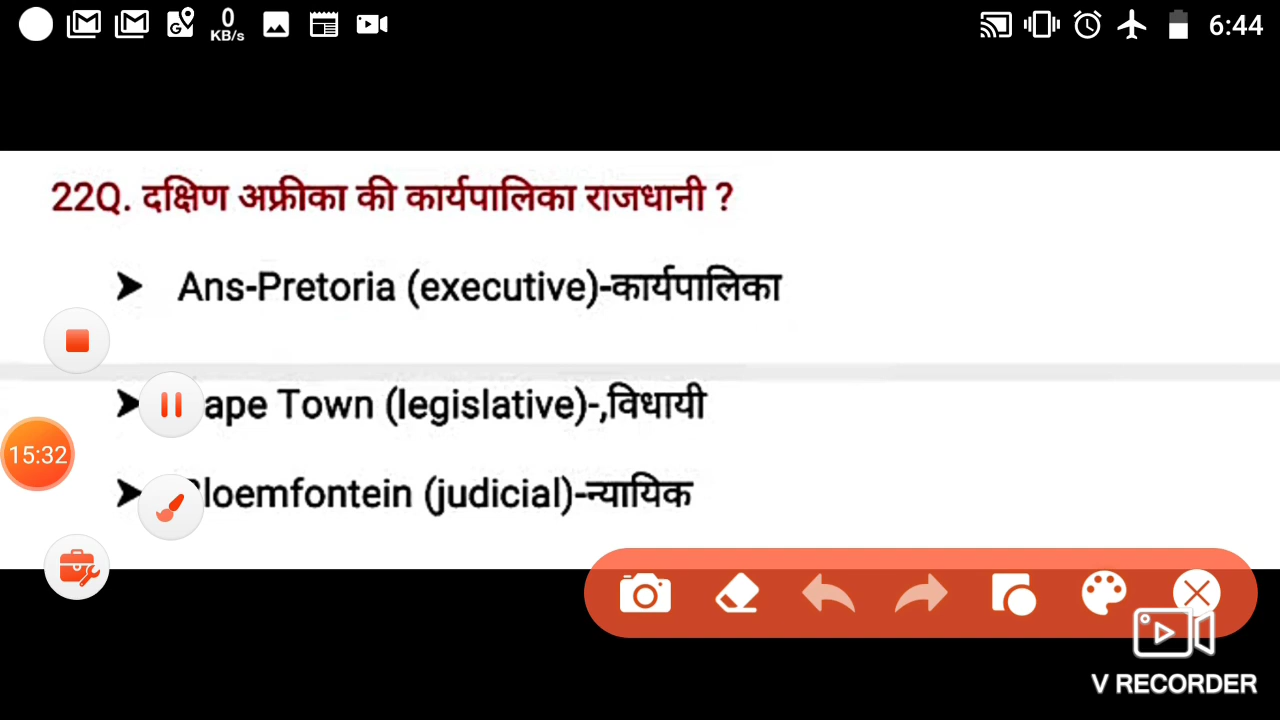 0
KB/s
6:44
22Q. दक्षिण अफ्रीका की कार्यपालिका राजधानी ?
➤ Ans-Pretoria (executive)-कार्यपालिका
➤ ape Town (legislative)-,विधायी
➤ loemfontein (judicial)-न्यायिक
15:32
V RECORDER